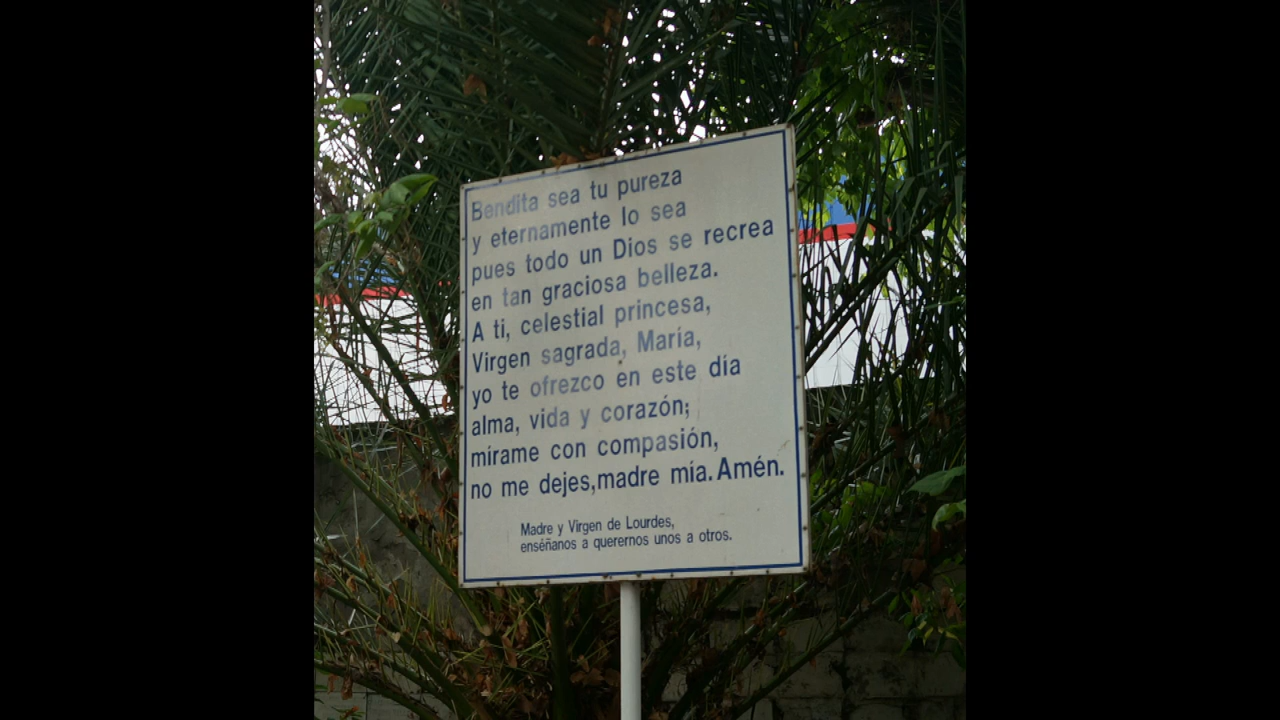 Bendita sea tu pureza
y eternamente lo sea
pues todo un Dios se recrea
en tan graciosa belleza.
A ti, celestial princesa,
Virgen sagrada, María,
yo te ofrezco en este día
alma, vida y corazón;
mírame con compasión,
no me dejes,madre mía. Amén.
Madre y Virgen de Lourdes,
enséñanos a querernos unos a otros.